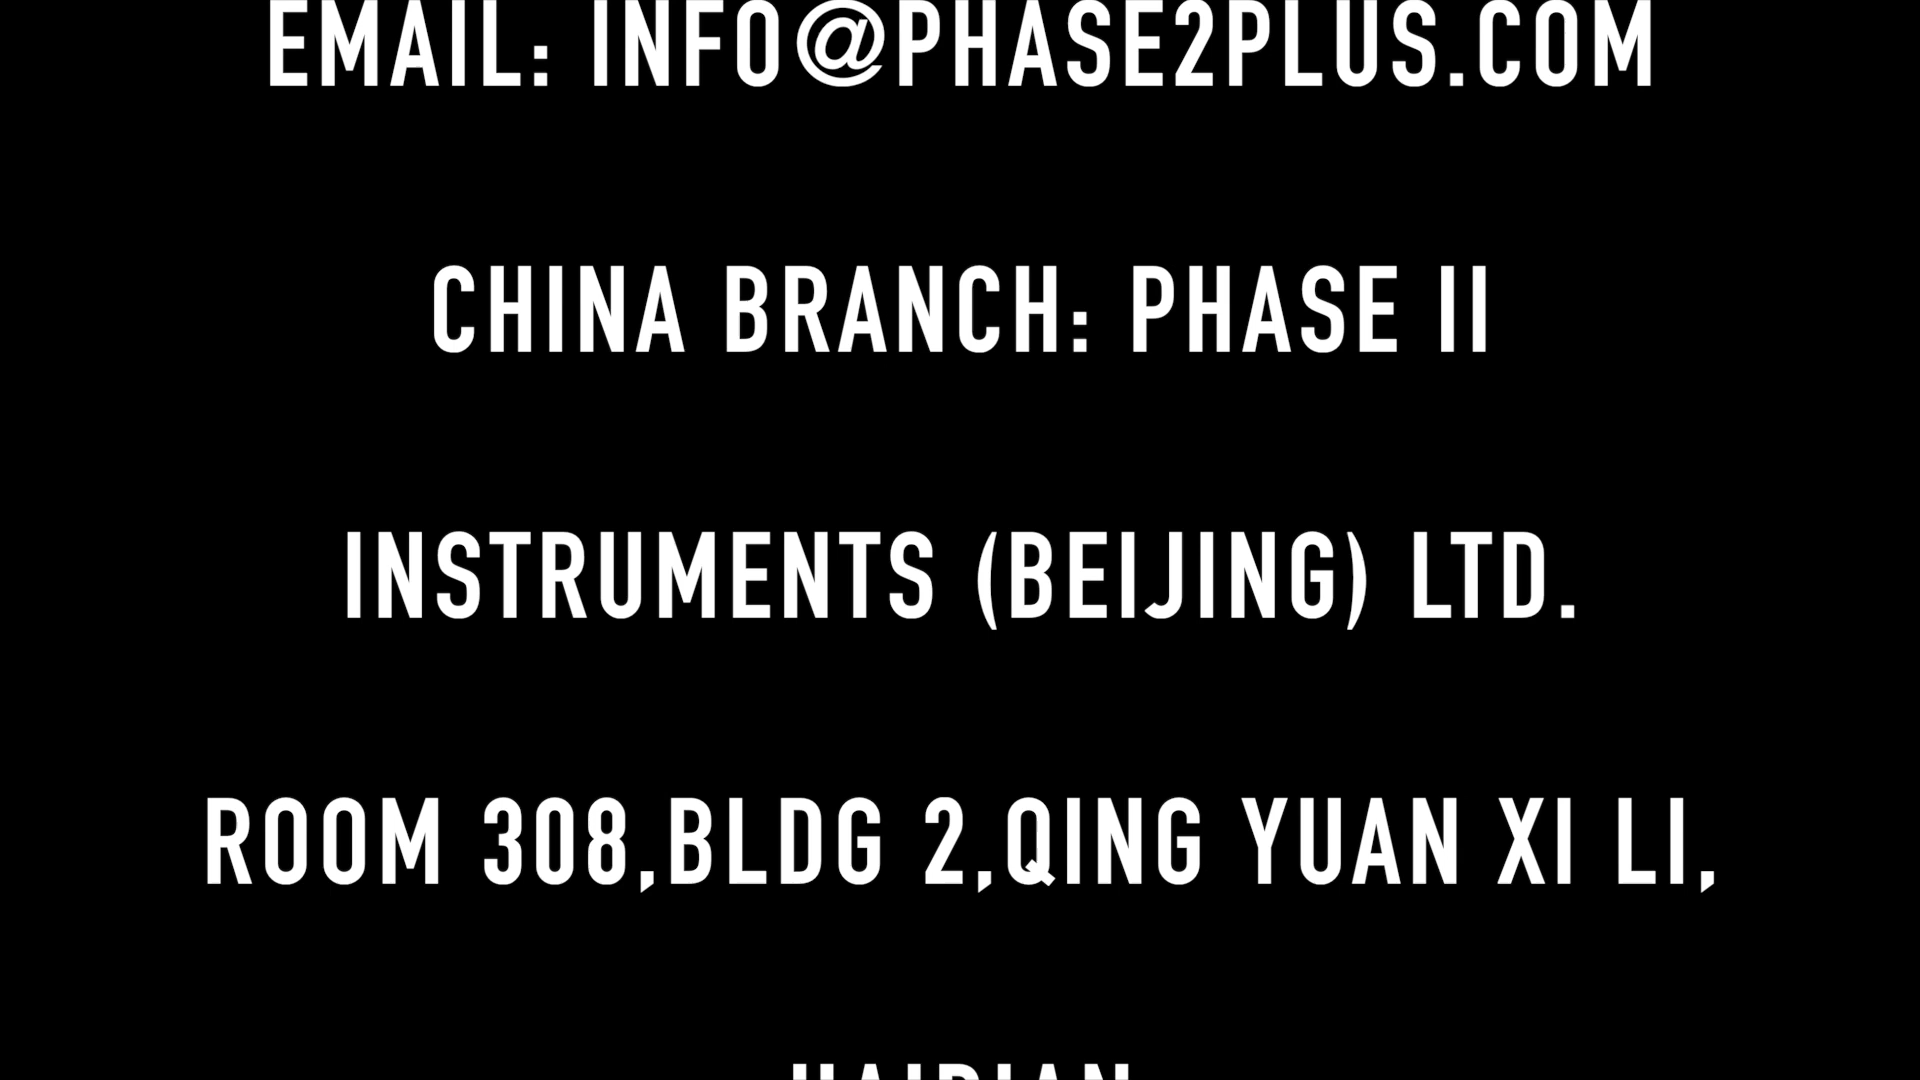 EMAIL: INFO@PHASE2PLUS.COM
CHINA BRANCH: PHASE II
INSTRUMENTS (BEIJING) LTD.
ROOM 308,BLDG 2,QING YUAN XI LI,